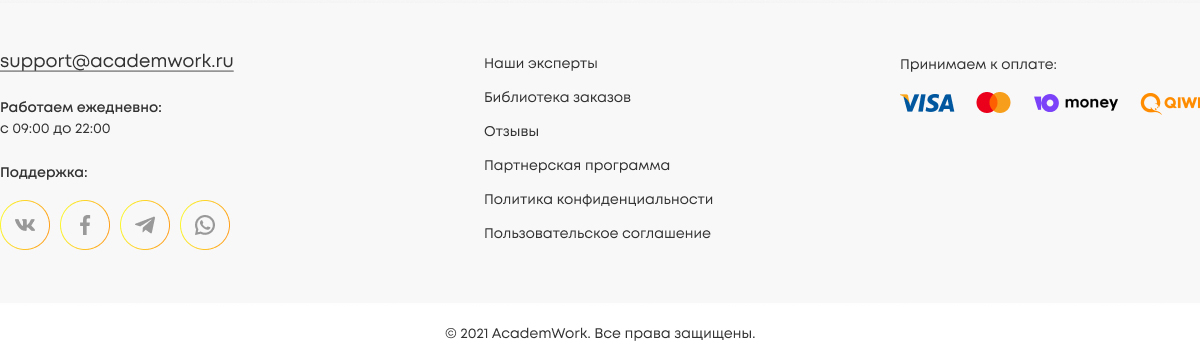 support@academwork.ru
Работаем ежедневно:
с 09:00 до 22:00
Поддержка:
Наши эксперты
Библиотека заказов
Отзывы
Партнерская программа
Политика конфиденциальности
Пользовательское соглашение
Принимаем к оплате:
VISA
Ю money
QIWI
© 2021 AcademWork. Все права защищены.